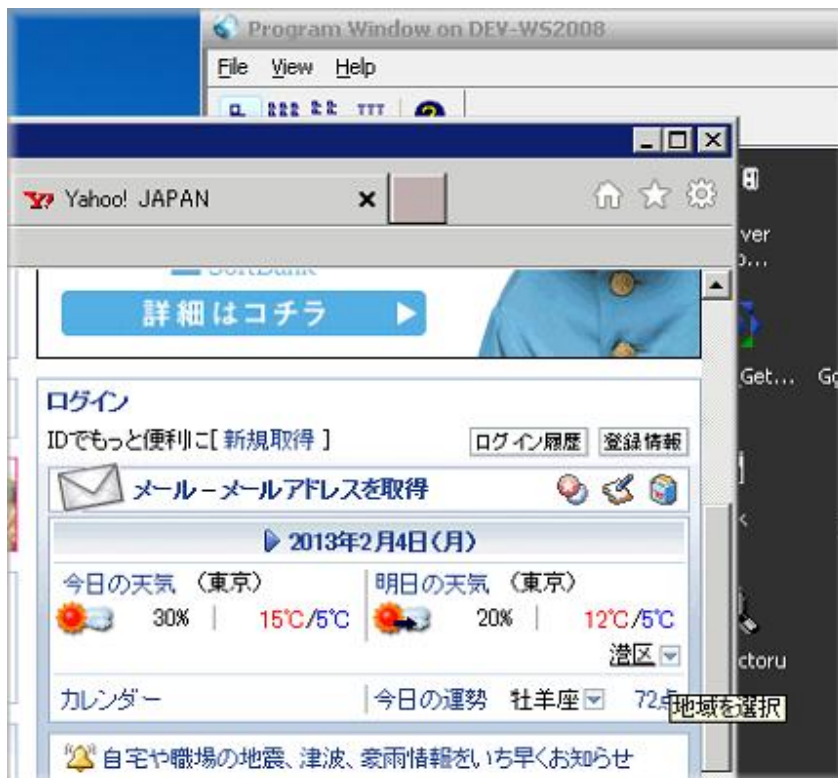 Program Window on DEV-WS2008
File View Help
Yahoo! JAPAN
SoftBank
詳細はコチラ
ログイン
IDでもっと便利に[ 新規取得 ]
ログイン履歴
登録情報
メール - メールアドレスを取得
2013年2月4日(月)
今日の天気 (東京)
30% | 15℃/5℃
明日の天気 (東京)
20% | 12℃/5℃
港区
カレンダー
今日の運勢 牡羊座 72点
地域を選択
自宅や職場の地震、津波、豪雨情報をいち早くお知らせ
ver
Get...
ctoru